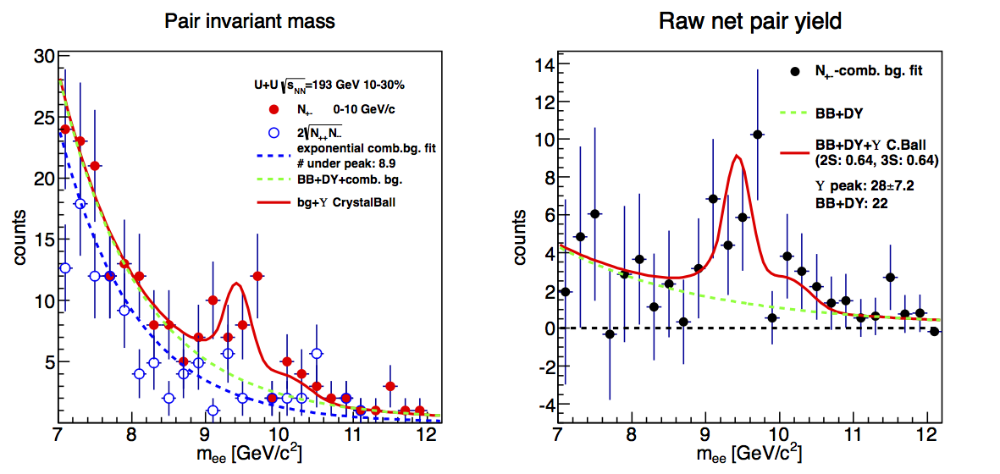 Pair invariant mass
30
25
20
15
10
5
7 8 9 10 11 12
counts
m_ee [GeV/c²]
U+U √s_NN=193 GeV 10-30%
N₊₋ 0-10 GeV/c
2√N₊₊N₋₋
exponential comb.bg. fit
# under peak: 8.9
BB+DY+comb. bg.
bg+ϒ CrystalBall
Raw net pair yield
14
12
10
8
6
4
2
0
-2
-4
7 8 9 10 11 12
counts
m_ee [GeV/c²]
N₊₋-comb. bg. fit
BB+DY
BB+DY+ϒ C.Ball
(2S: 0.64, 3S: 0.64)
ϒ peak: 28±7.2
BB+DY: 22